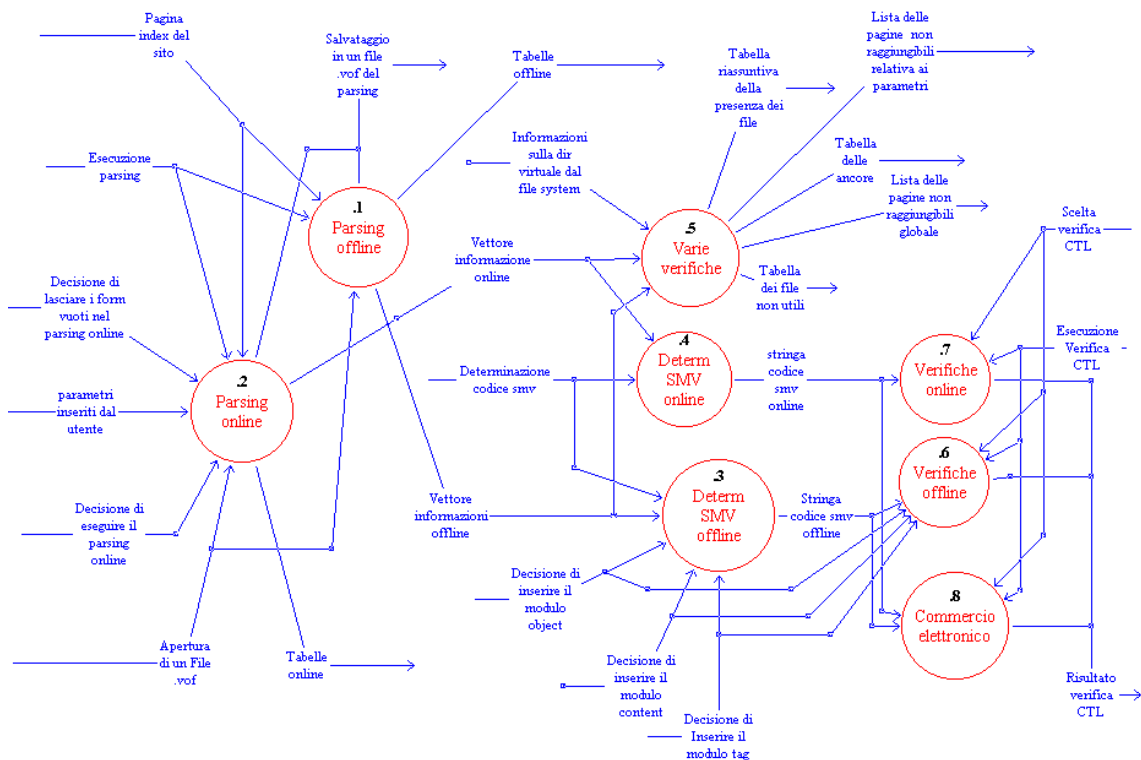 Pagina
index del
sito
Salvataggio
in un file
.vof del
parsing
Tabelle
offline
Esecuzione
parsing
.1
Parsing
offline
Decisione di
lasciare i form
vuoti nel
parsing online
parametri
inseriti dal
utente
.2
Parsing
online
Decisione di
eseguire il
parsing
online
Apertura
di un File
.vof
Tabelle
online
Vettore
informazione
online
Vettore
informazioni
offline
Informazioni
sulla dir
virtuale dal
file system
Tabella
riassuntiva
della
presenza dei
file
Lista delle
pagine non
raggiungibili
relativa ai
parametri
Tabella
delle
ancore
Lista delle
pagine non
raggiungibili
globale
.5
Varie
verifiche
Tabella
dei file
non utili
Determinazione
codice smv
.4
Determ
SMV
online
stringa
codice
smv
online
.3
Determ
SMV
offline
Stringa
codice smv
offline
Decisione di
inserire il
modulo
object
Decisione di
inserire il
modulo
content
Decisione di
Inserire il
modulo tag
Scelta
verifica
CTL
Esecuzione
Verifica
CTL
.7
Verifiche
online
.6
Verifiche
offline
.8
Commercio
elettronico
Risultato
verifica
CTL